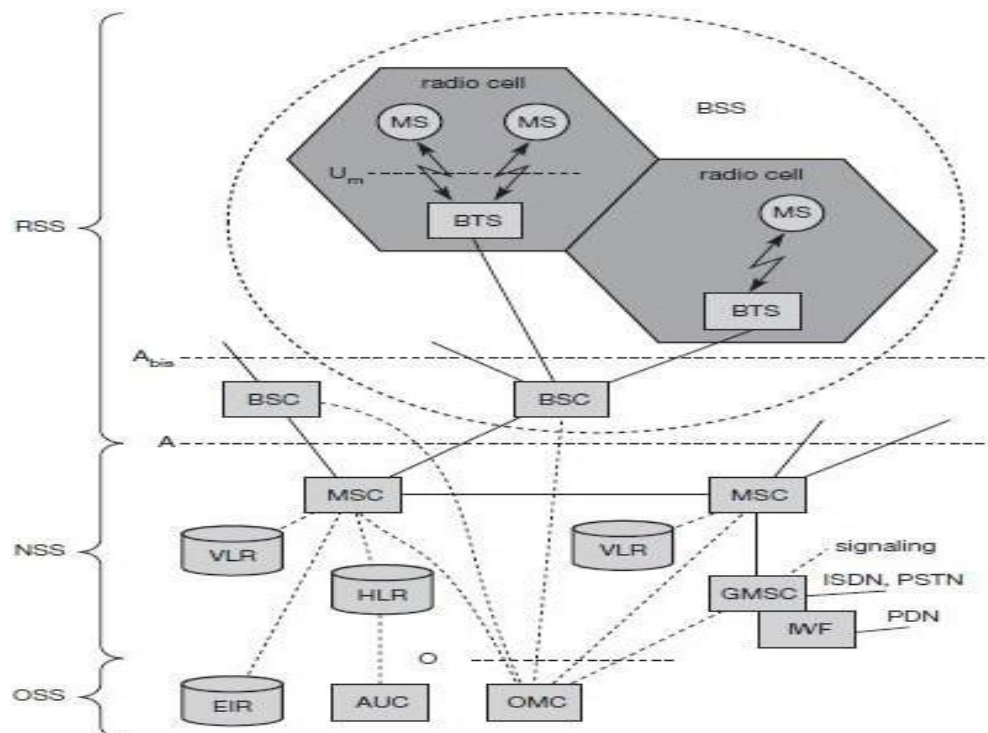 radio cell
BSS
MS MS
radio cell
Um
MS
RSS
BTS
BTS
Abis
BSC BSC
A
MSC MSC
signaling
VLR VLR
NSS
ISDN, PSTN
HLR GMSC
PDN
IWF
O
OSS
EIR AUC OMC